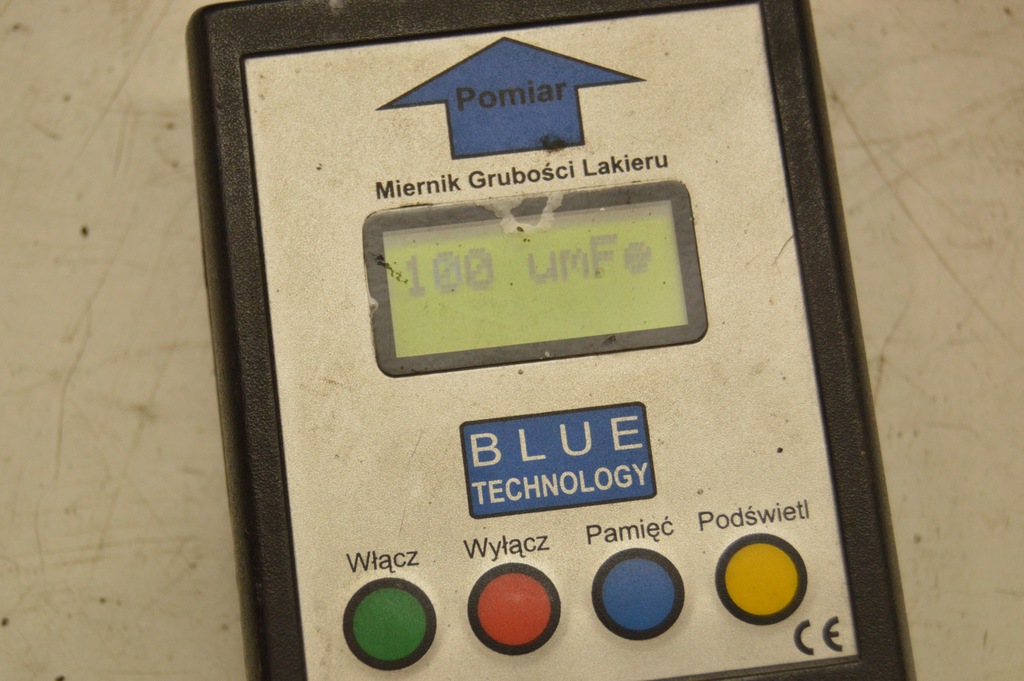 Pomiar
Miernik Grubości Lakieru
100 umFe
BLUE
TECHNOLOGY
Włącz Wyłącz Pamięć Podświetl
CE